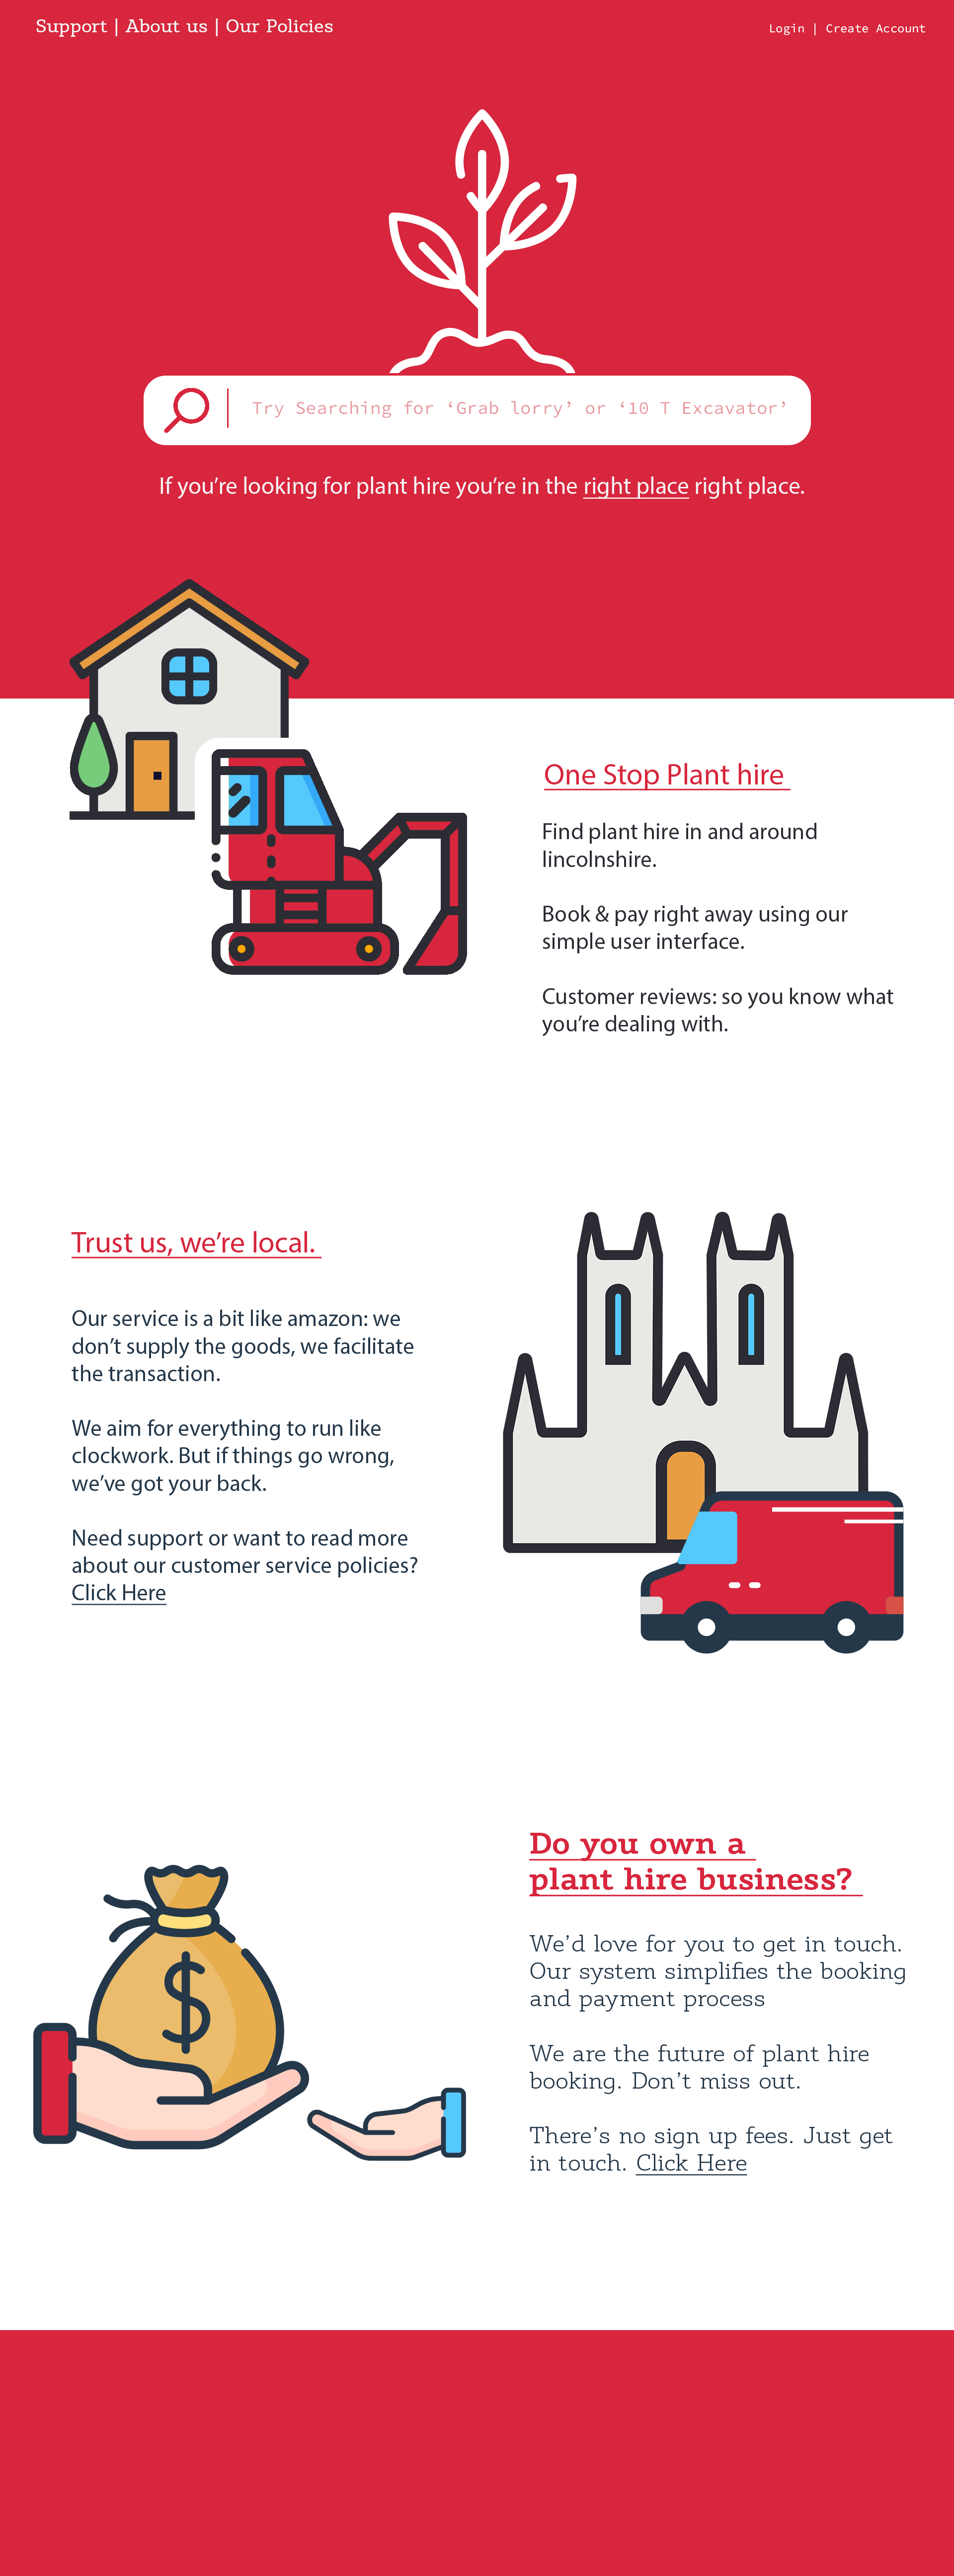 Support | About us | Our Policies
Login | Create Account
Try Searching for ‘Grab lorry’ or ‘10 T Excavator’
If you’re looking for plant hire you’re in the right place right place.
One Stop Plant hire
Find plant hire in and around
lincolnshire.
Book & pay right away using our
simple user interface.
Customer reviews: so you know what
you’re dealing with.
Trust us, we’re local.
Our service is a bit like amazon: we
don’t supply the goods, we facilitate
the transaction.
We aim for everything to run like
clockwork. But if things go wrong,
we’ve got your back.
Need support or want to read more
about our customer service policies?
Click Here
$
Do you own a
plant hire business?
We’d love for you to get in touch.
Our system simplifies the booking
and payment process
We are the future of plant hire
booking. Don’t miss out.
There’s no sign up fees. Just get
in touch. Click Here